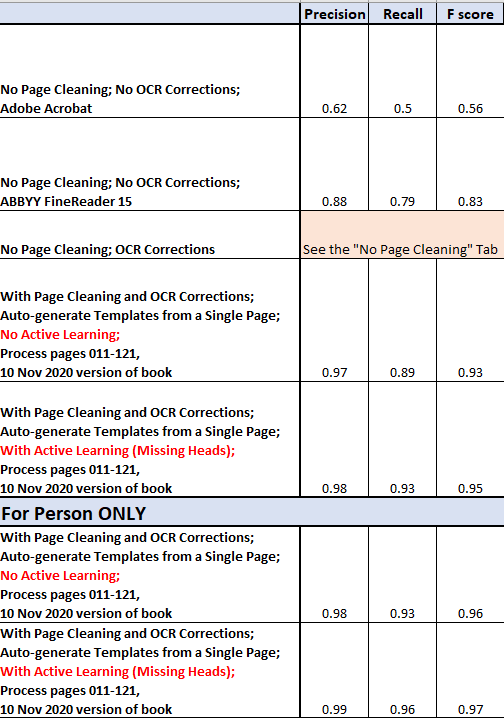 Precision Recall F score
No Page Cleaning; No OCR Corrections;
Adobe Acrobat 0.62 0.5 0.56
No Page Cleaning; No OCR Corrections;
ABBYY FineReader 15 0.88 0.79 0.83
No Page Cleaning; OCR Corrections See the "No Page Cleaning" Tab
With Page Cleaning and OCR Corrections;
Auto-generate Templates from a Single Page;
No Active Learning;
Process pages 011-121,
10 Nov 2020 version of book 0.97 0.89 0.93
With Page Cleaning and OCR Corrections;
Auto-generate Templates from a Single Page;
With Active Learning (Missing Heads);
Process pages 011-121,
10 Nov 2020 version of book 0.98 0.93 0.95
For Person ONLY
With Page Cleaning and OCR Corrections;
Auto-generate Templates from a Single Page;
No Active Learning;
Process pages 011-121,
10 Nov 2020 version of book 0.98 0.93 0.96
With Page Cleaning and OCR Corrections;
Auto-generate Templates from a Single Page;
With Active Learning (Missing Heads);
Process pages 011-121,
10 Nov 2020 version of book 0.99 0.96 0.97